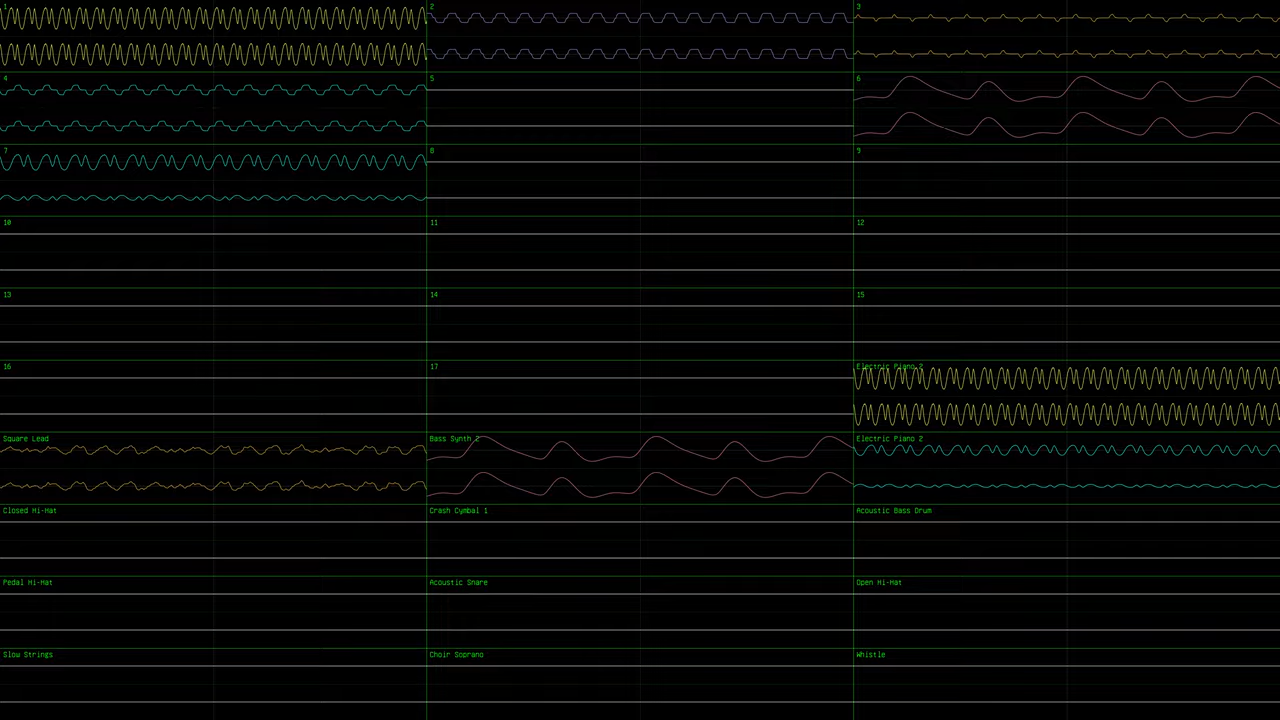 1
2
3
4
5
6
7
8
9
10
11
12
13
14
15
16
17
Electric Piano 2
Square Lead
Bass Synth 2
Electric Piano 2
Closed Hi-Hat
Crash Cymbal 1
Acoustic Bass Drum
Pedal Hi-Hat
Acoustic Snare
Open Hi-Hat
Slow Strings
Choir Soprano
Whistle